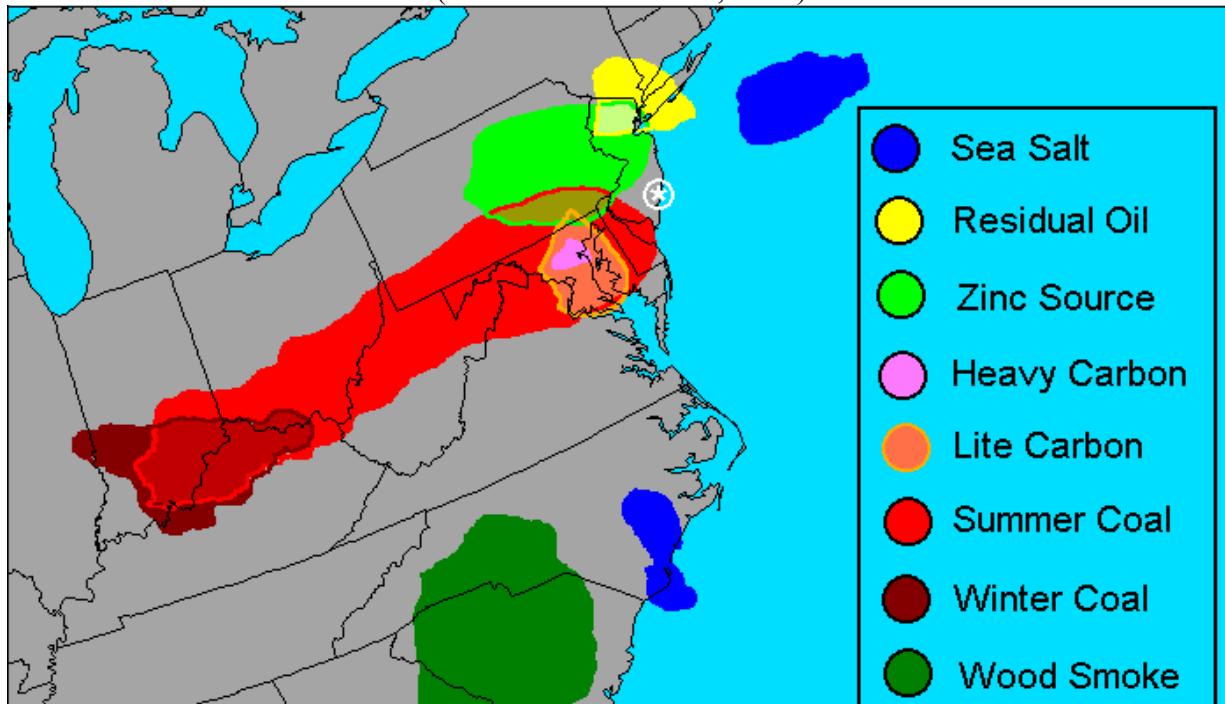 Sea Salt
Residual Oil
Zinc Source
Heavy Carbon
Lite Carbon
Summer Coal
Winter Coal
Wood Smoke